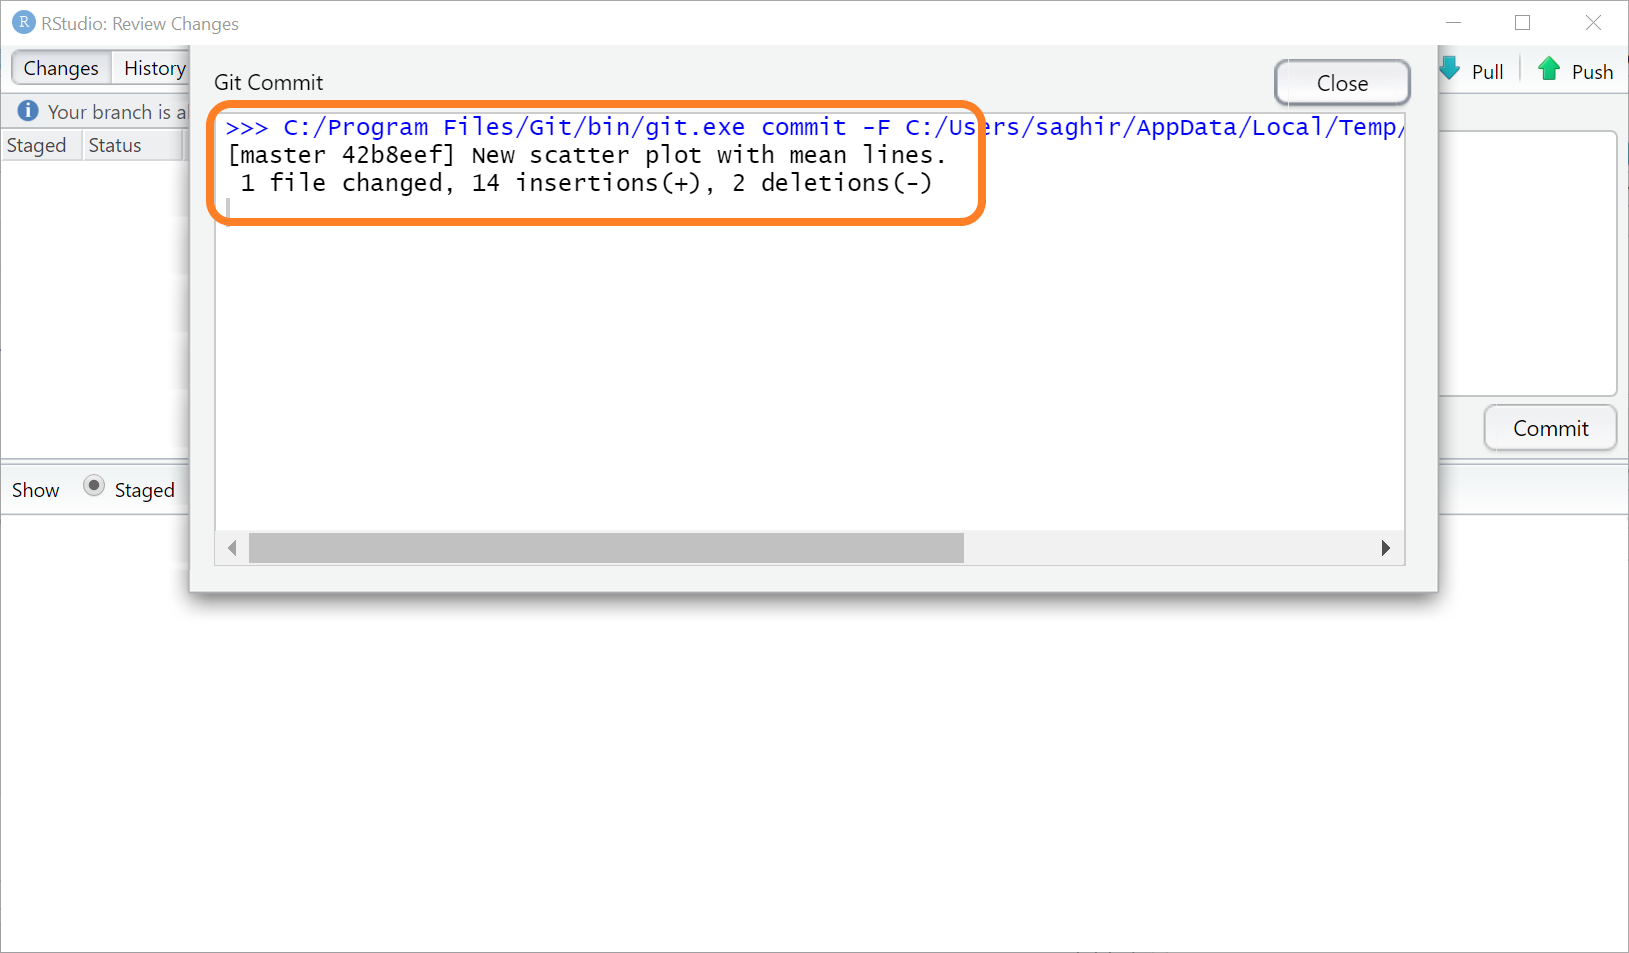 R RStudio: Review Changes
Changes History
Git Commit
Close
Pull Push
Your branch is
Staged Status
>>> C:/Program Files/Git/bin/git.exe commit -F C:/Users/saghir/AppData/Local/Temp/
[master 42b8eef] New scatter plot with mean lines.
1 file changed, 14 insertions(+), 2 deletions(-)
Commit
Show Staged